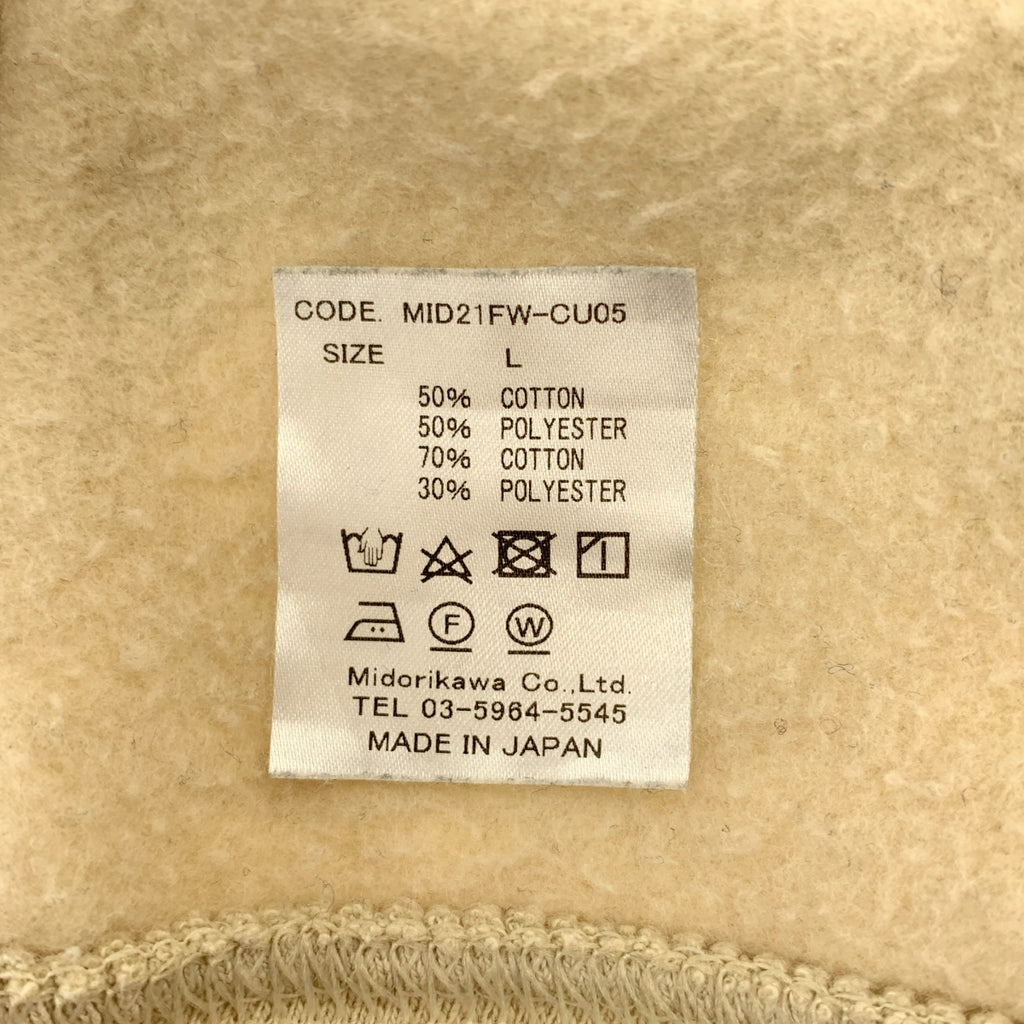 CODE. MID21FW-CU05
SIZE L
50% COTTON
50% POLYESTER
70% COTTON
30% POLYESTER
F W
Midorikawa Co.,Ltd.
TEL 03-5964-5545
MADE IN JAPAN